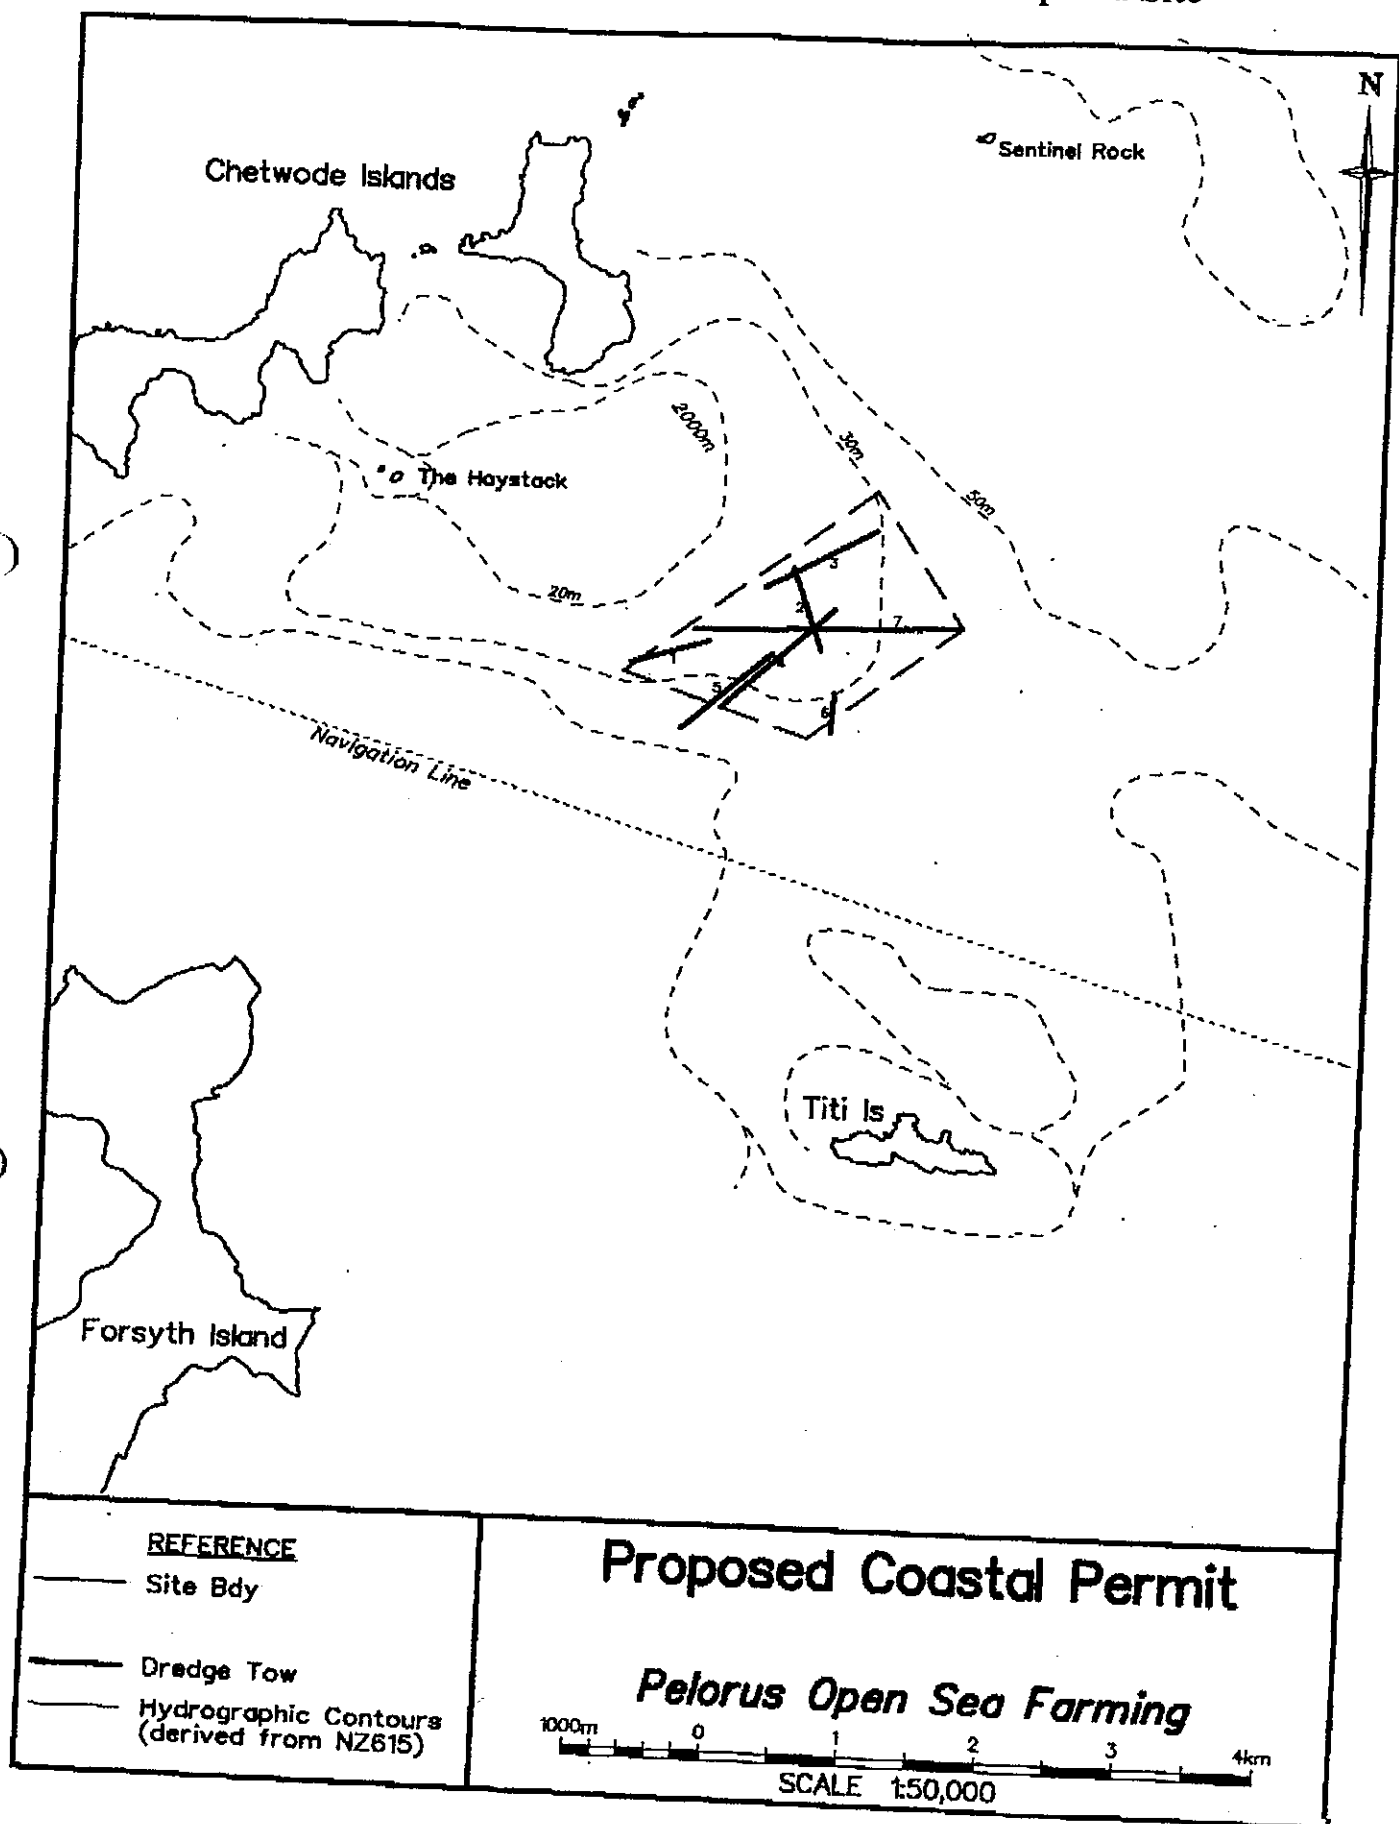 Site
N
Sentinel Rock
Chetwode Islands
2000m
30m
The Haystack
50m
20m
3
2
7
1
4
5
6
Navigation Line
Titi Is
Forsyth Island
REFERENCE
Site Bdy
Dredge Tow
Hydrographic Contours
(derived from NZ615)
Proposed Coastal Permit
Pelorus Open Sea Farming
1000m 0 1 2 3 4km
SCALE 1:50,000